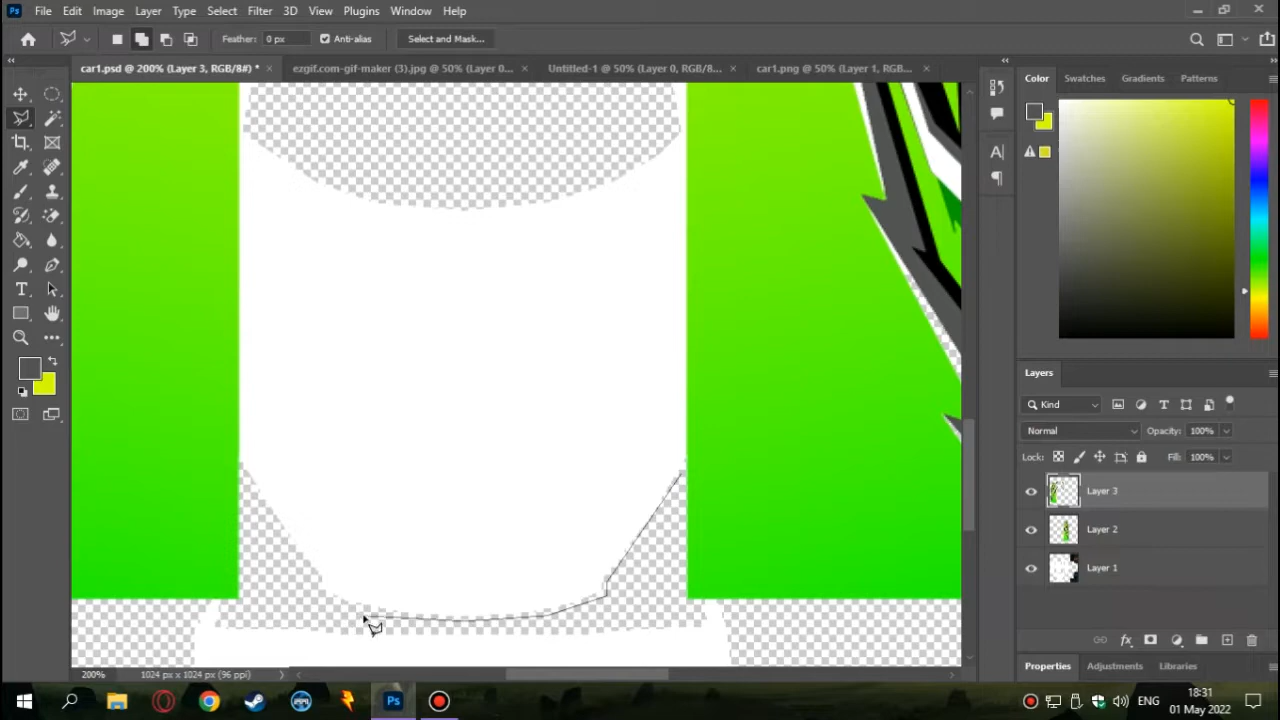 Ps File Edit Image Layer Type Select Filter 3D View Plugins Window Help
Feather: 0 px Anti-alias Select and Mask...
car1.psd @ 200% (Layer 3, RGB/8#) * × ezgif.com-gif-maker (3).jpg @ 50% (Layer 0... × Untitled-1 @ 50% (Layer 0, RGB/8... × car1.png @ 50% (Layer 1, RGB... ×
Color Swatches Gradients Patterns
Layers
Kind
Normal Opacity: 100%
Lock: Fill: 100%
Layer 3
Layer 2
Layer 1
200% 1024 px x 1024 px (96 ppi)
Properties Adjustments Libraries
Ps ENG 18:31
01 May 2022